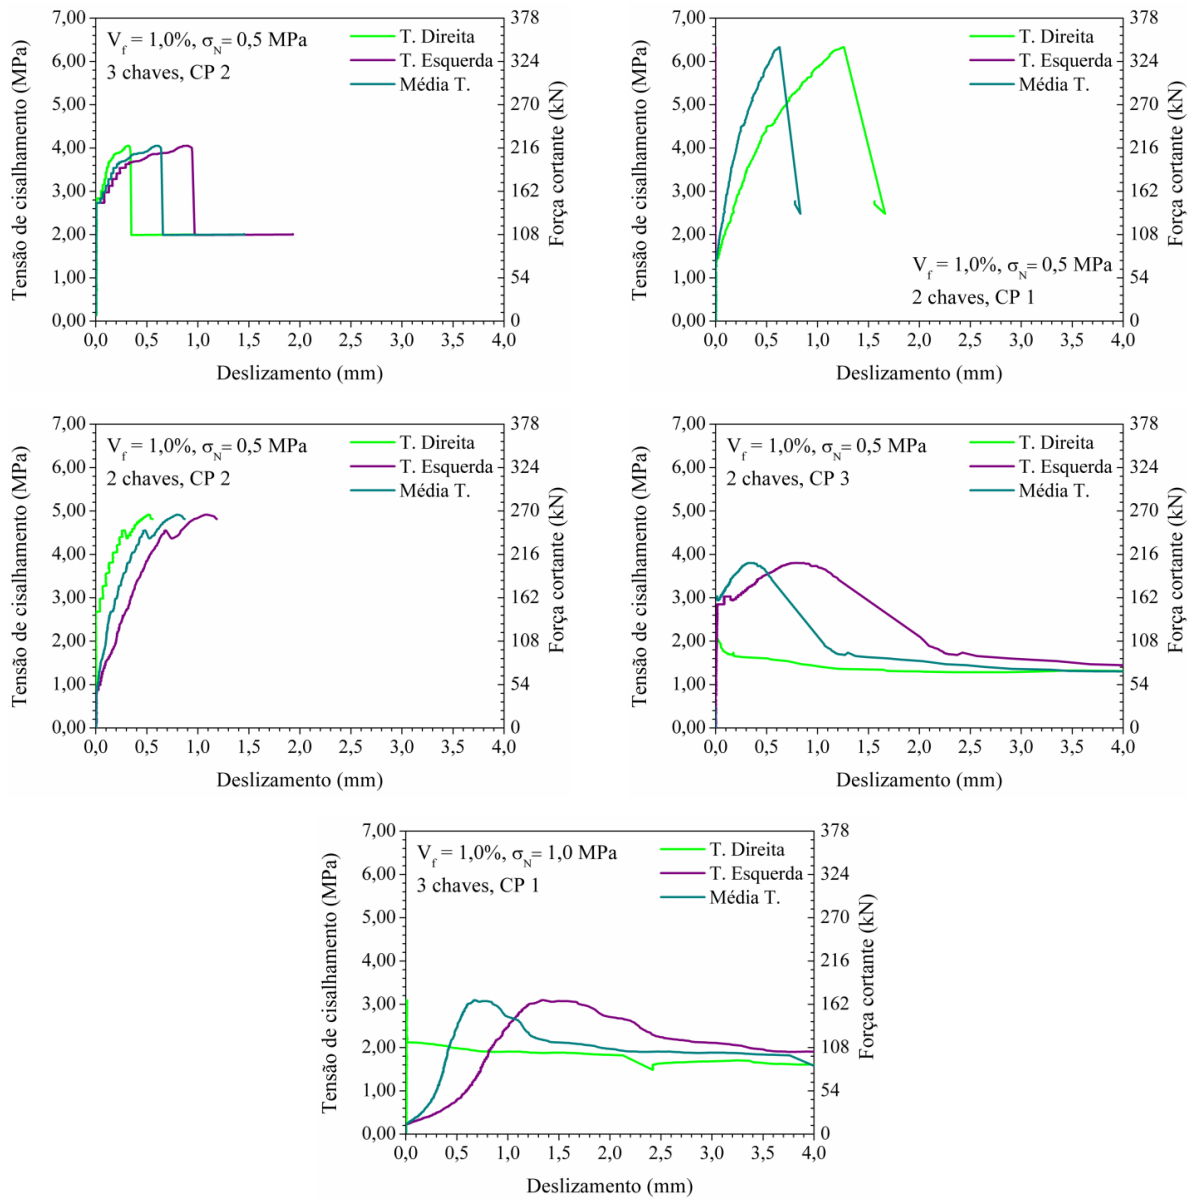 7,00
6,00
5,00
4,00
3,00
2,00
1,00
0,00
Tensão de cisalhamento (MPa)
V_f = 1,0%, σ_N= 0,5 MPa
3 chaves, CP 2
T. Direita
T. Esquerda
Média T.
378
324
270
216
162
108
54
0
Força cortante (kN)
0,0 0,5 1,0 1,5 2,0 2,5 3,0 3,5 4,0
Deslizamento (mm)
7,00
6,00
5,00
4,00
3,00
2,00
1,00
0,00
Tensão de cisalhamento (MPa)
T. Direita
T. Esquerda
Média T.
V_f = 1,0%, σ_N= 0,5 MPa
2 chaves, CP 1
378
324
270
216
162
108
54
0
Força cortante (kN)
0,0 0,5 1,0 1,5 2,0 2,5 3,0 3,5 4,0
Deslizamento (mm)
7,00
6,00
5,00
4,00
3,00
2,00
1,00
0,00
Tensão de cisalhamento (MPa)
V_f = 1,0%, σ_N= 0,5 MPa
2 chaves, CP 2
T. Direita
T. Esquerda
Média T.
378
324
270
216
162
108
54
0
Força cortante (kN)
0,0 0,5 1,0 1,5 2,0 2,5 3,0 3,5 4,0
Deslizamento (mm)
7,00
6,00
5,00
4,00
3,00
2,00
1,00
0,00
Tensão de cisalhamento (MPa)
V_f = 1,0%, σ_N= 0,5 MPa
2 chaves, CP 3
T. Direita
T. Esquerda
Média T.
378
324
270
216
162
108
54
0
Força cortante (kN)
0,0 0,5 1,0 1,5 2,0 2,5 3,0 3,5 4,0
Deslizamento (mm)
7,00
6,00
5,00
4,00
3,00
2,00
1,00
0,00
Tensão de cisalhamento (MPa)
V_f = 1,0%, σ_N= 1,0 MPa
3 chaves, CP 1
T. Direita
T. Esquerda
Média T.
378
324
270
216
162
108
54
0
Força cortante (kN)
0,0 0,5 1,0 1,5 2,0 2,5 3,0 3,5 4,0
Deslizamento (mm)